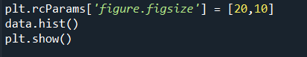 plt.rcParams['figure.figsize'] = [20,10]
data.hist()
plt.show()